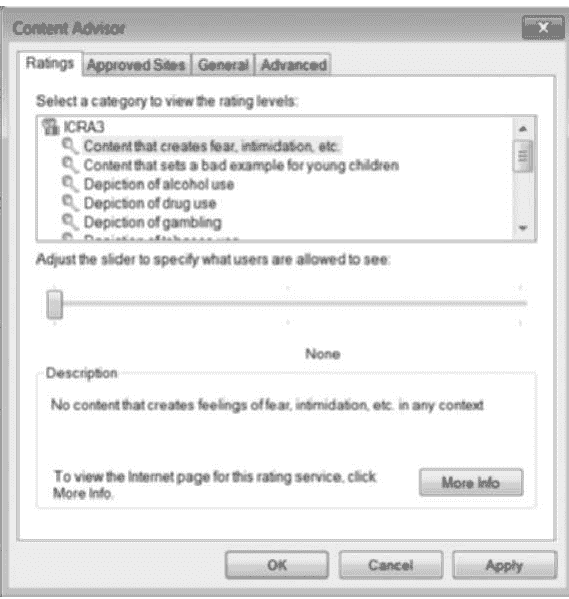 Content Advisor
Ratings Approved Sites General Advanced
Select a category to view the rating levels:
ICRA3
Content that creates fear, intimidation, etc.
Content that sets a bad example for young children
Depiction of alcohol use
Depiction of drug use
Depiction of gambling
Depiction of tobacco use
Adjust the slider to specify what users are allowed to see:
None
Description
No content that creates feelings of fear, intimidation, etc. in any context
To view the Internet page for this rating service, click
More Info.
More Info
OK Cancel Apply